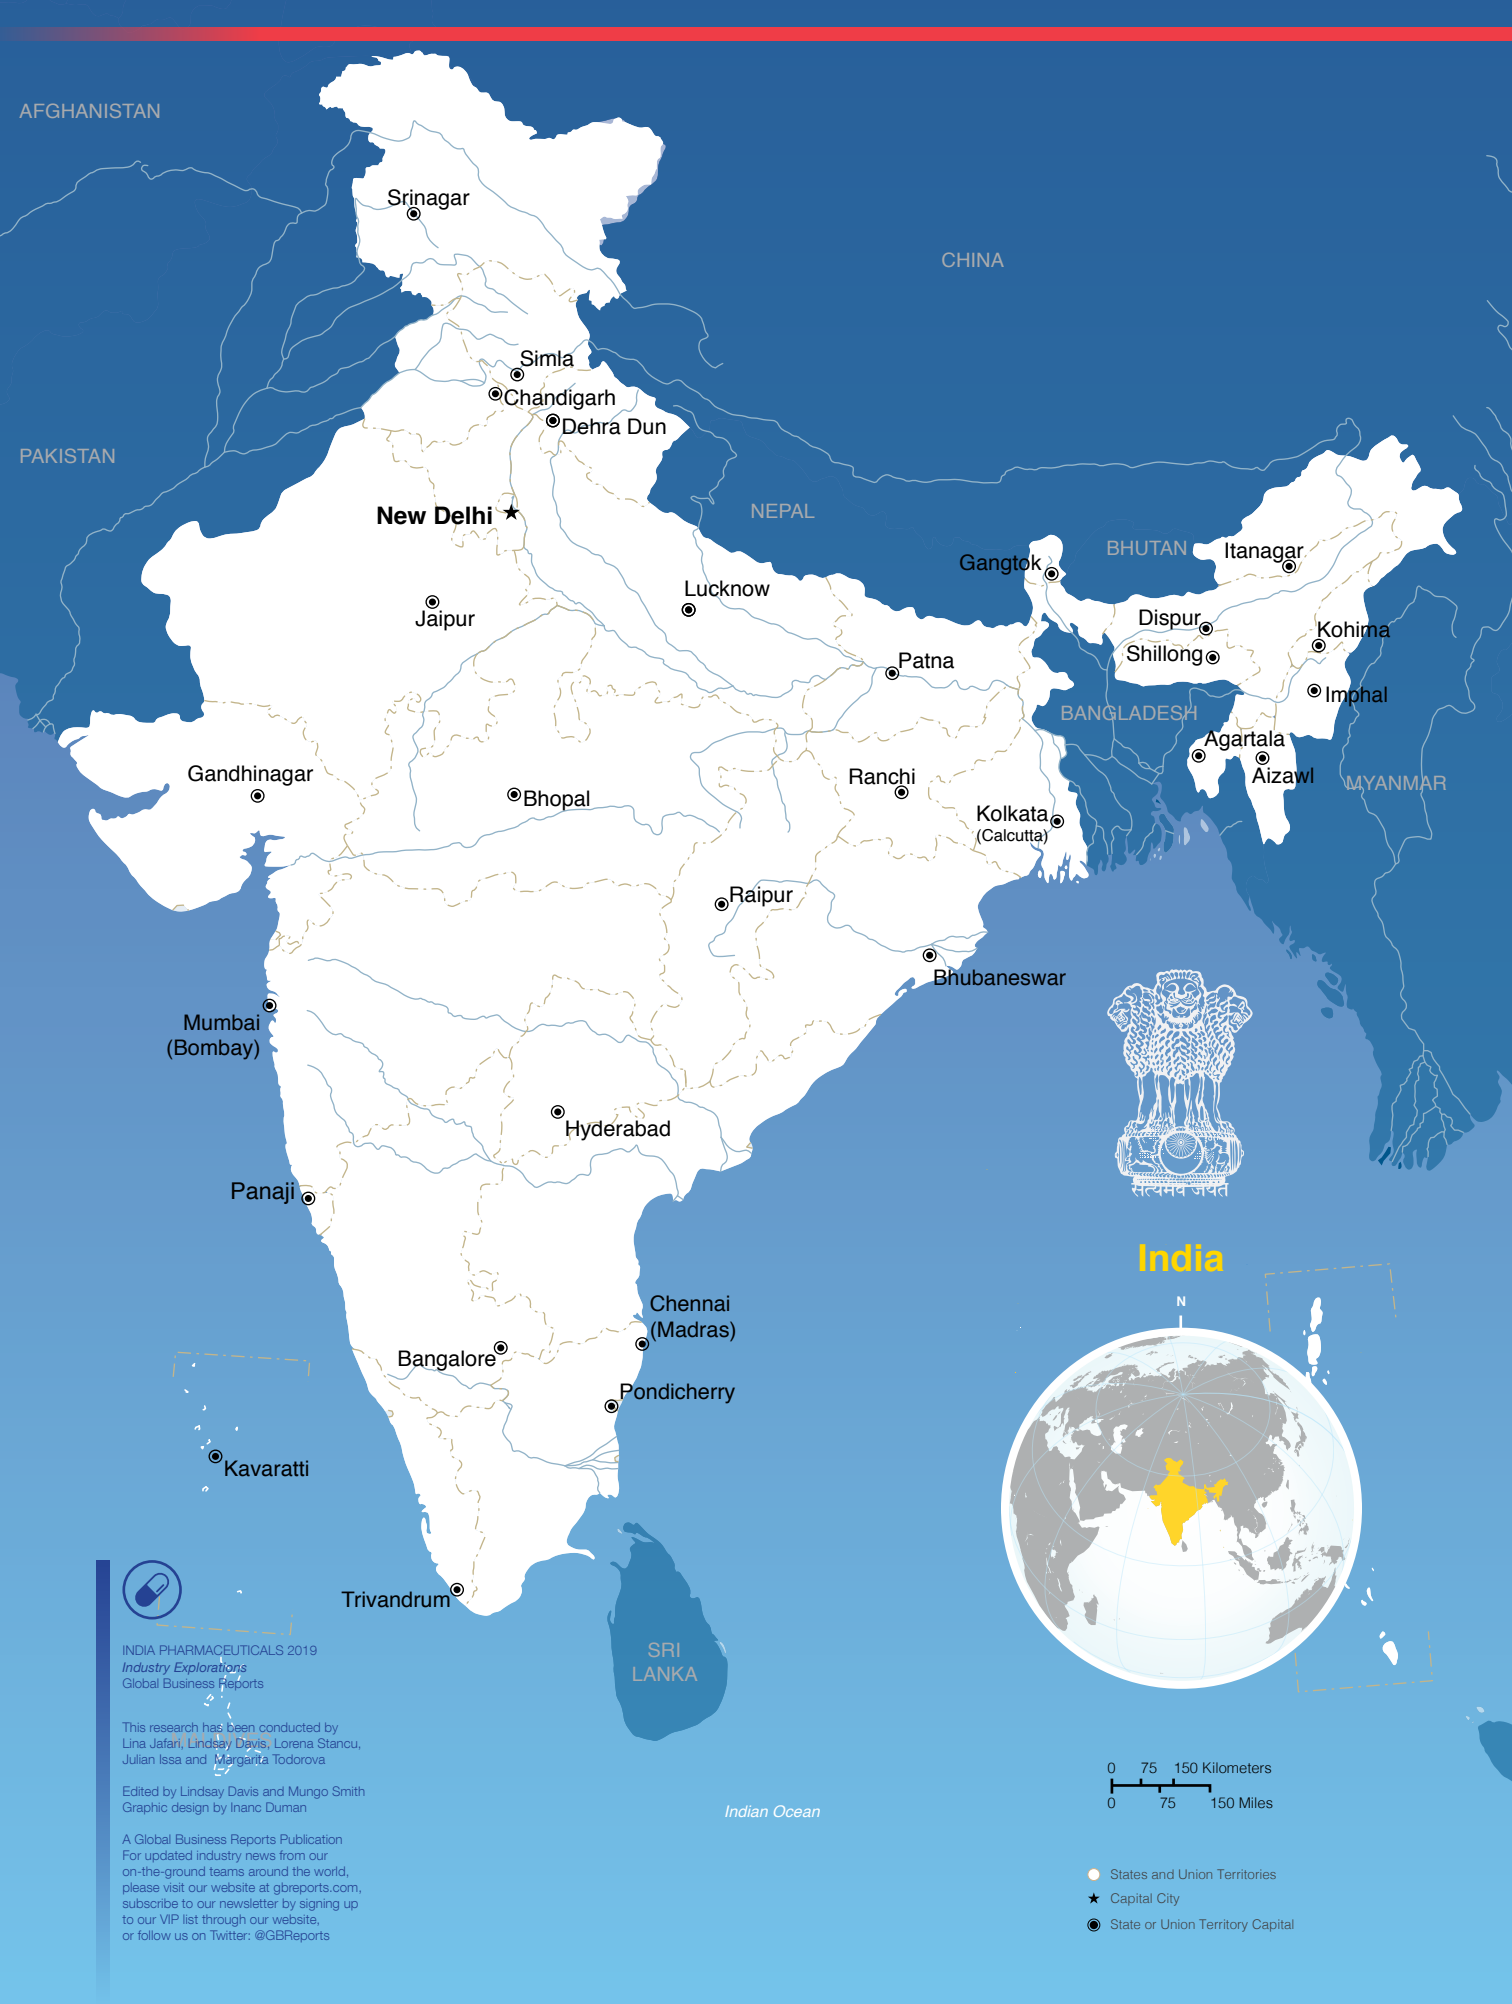 AFGHANISTAN
Srinagar
CHINA
Simla
Chandigarh
Dehra Dun
PAKISTAN
New Delhi
NEPAL
BHUTAN
Itanagar
Gangtok
Lucknow
Jaipur
Dispur
Kohima
Shillong
Patna
Imphal
BANGLADESH
Agartala
Gandhinagar
Ranchi
Aizawl
MYANMAR
Bhopal
Kolkata
(Calcutta)
Raipur
Bhubaneswar
Mumbai
(Bombay)
Hyderabad
Panaji
सत्यमेव जयते
India
N
Chennai
(Madras)
Bangalore
Pondicherry
Kavaratti
Trivandrum
SRI
LANKA
INDIA PHARMACEUTICALS 2019
Industry Explorations
Global Business Reports
This research has been conducted by
Lina Jafari, Lindsay Davis, Lorena Stancu,
Julian Issa and Margarita Todorova
Edited by Lindsay Davis and Mungo Smith
Graphic design by Inanc Duman
A Global Business Reports Publication
For updated industry news from our
on-the-ground teams around the world,
please visit our website at gbreports.com,
subscribe to our newsletter by signing up
to our VIP list through our website,
or follow us on Twitter: @GBReports
Indian Ocean
0 75 150 Kilometers
0 75 150 Miles
States and Union Territories
Capital City
State or Union Territory Capital